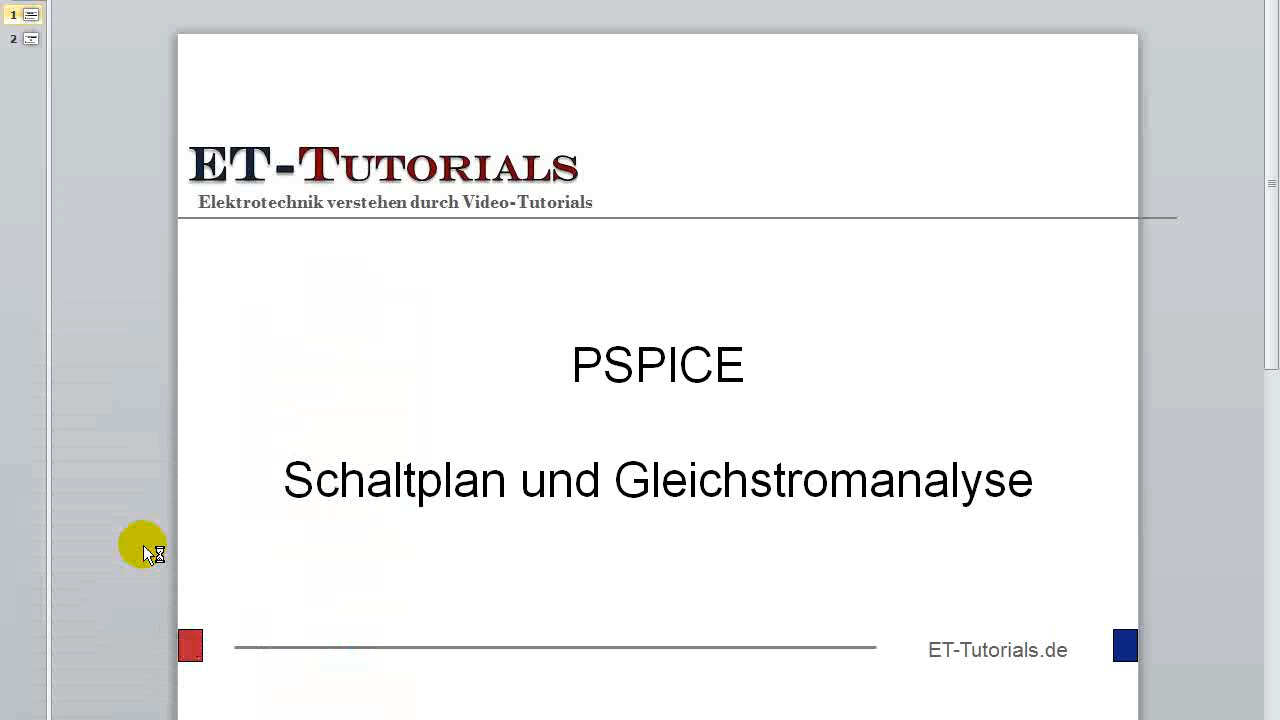 1
2
ET-Tutorials
Elektrotechnik verstehen durch Video-Tutorials
PSPICE
Schaltplan und Gleichstromanalyse
ET-Tutorials.de